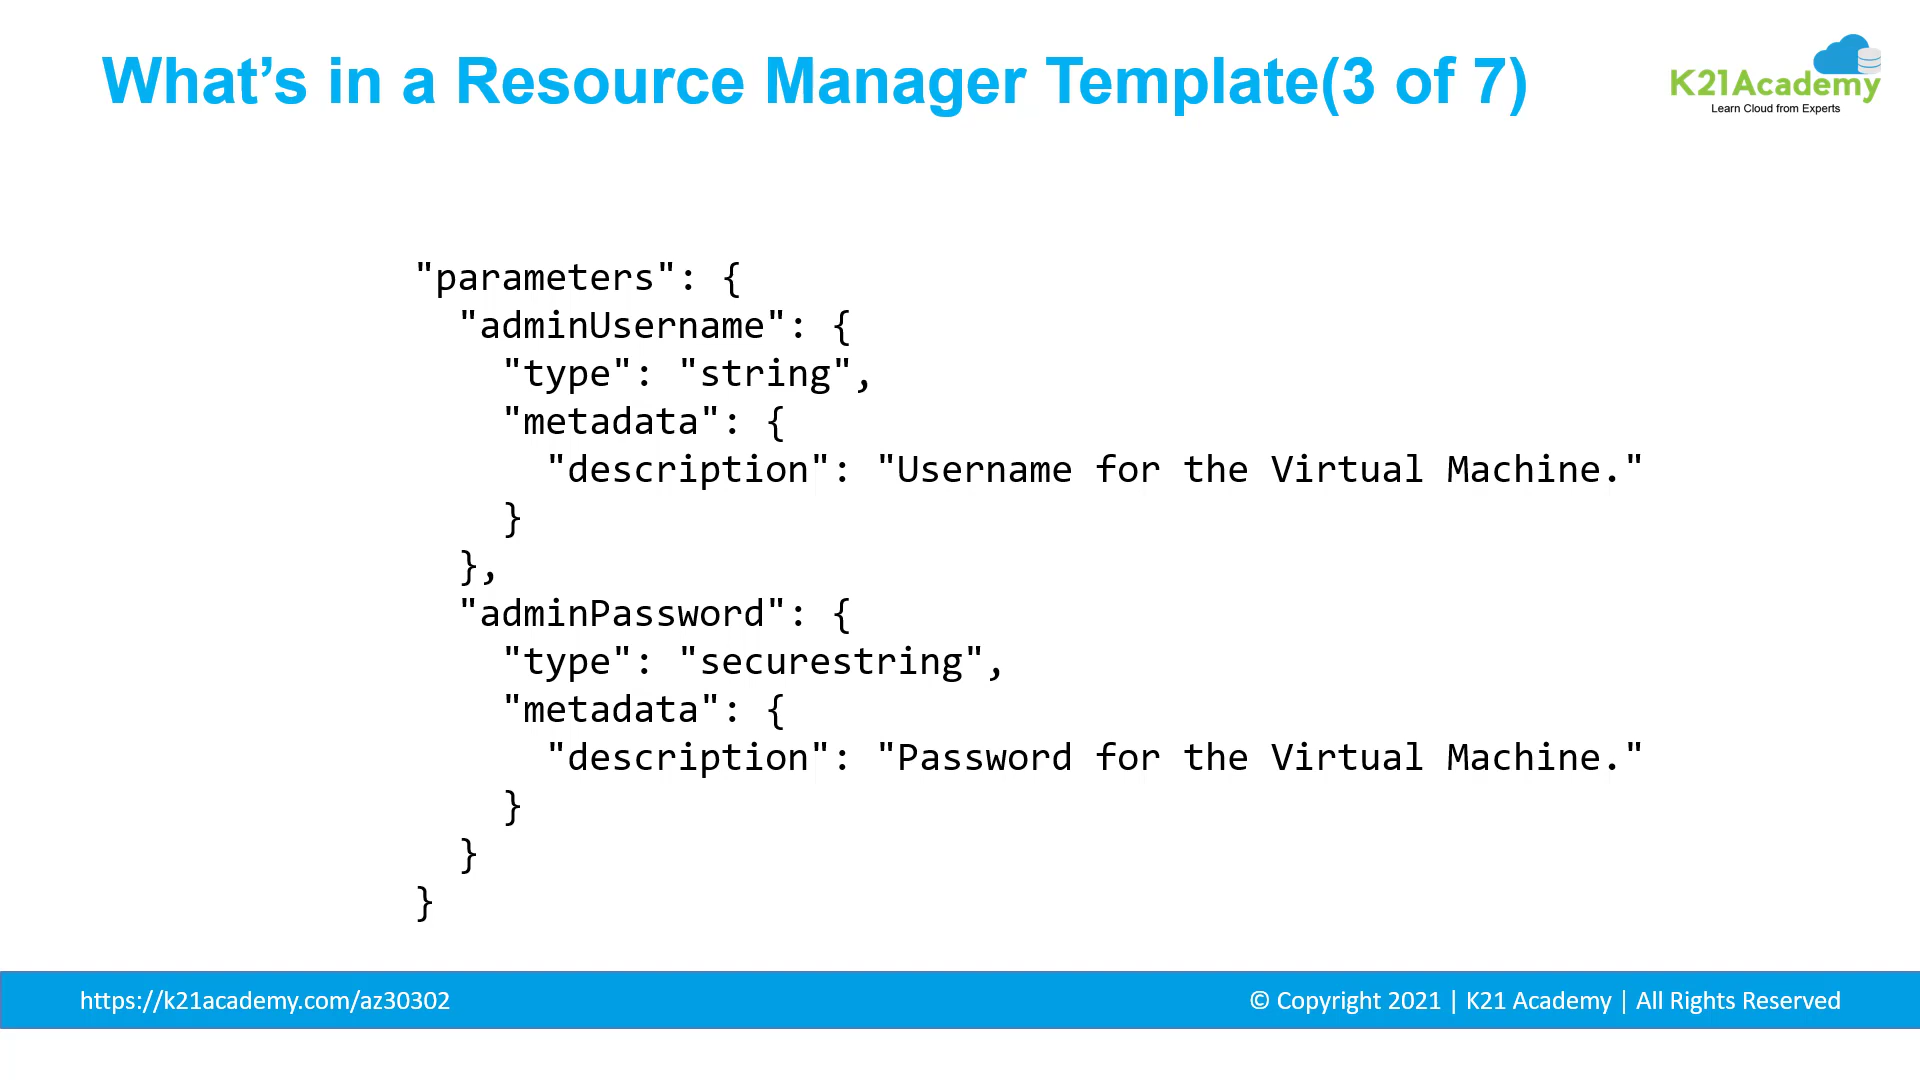 What’s in a Resource Manager Template(3 of 7)
K21Academy
Learn Cloud from Experts
"parameters": {
  "adminUsername": {
    "type": "string",
    "metadata": {
      "description": "Username for the Virtual Machine."
    }
  },
  "adminPassword": {
    "type": "securestring",
    "metadata": {
      "description": "Password for the Virtual Machine."
    }
  }
}
https://k21academy.com/az30302
© Copyright 2021 | K21 Academy | All Rights Reserved